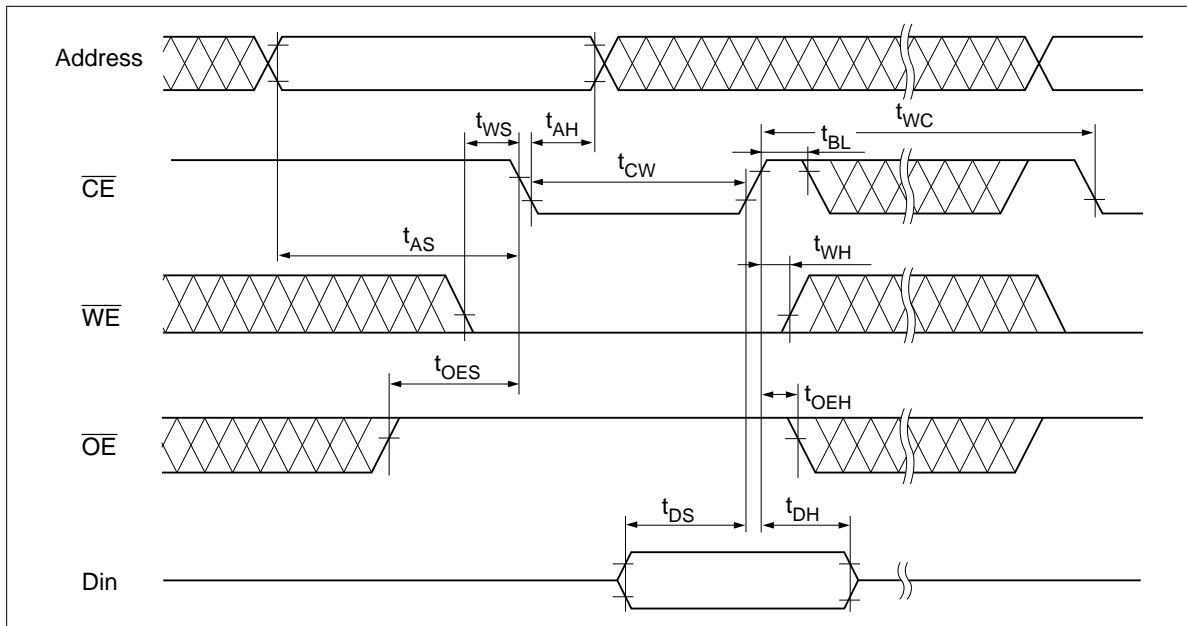 Address
tWS
tAH
tBL
tWC
CE
tCW
tAS
tWH
WE
tOES
tOEH
OE
tDS
tDH
Din